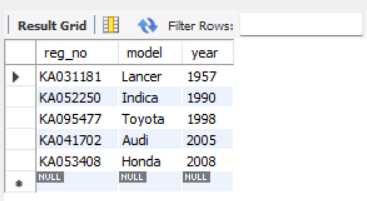 Result Grid Filter Rows:
reg_no model year
KA031181 Lancer 1957
KA052250 Indica 1990
KA095477 Toyota 1998
KA041702 Audi 2005
KA053408 Honda 2008
NULL NULL NULL